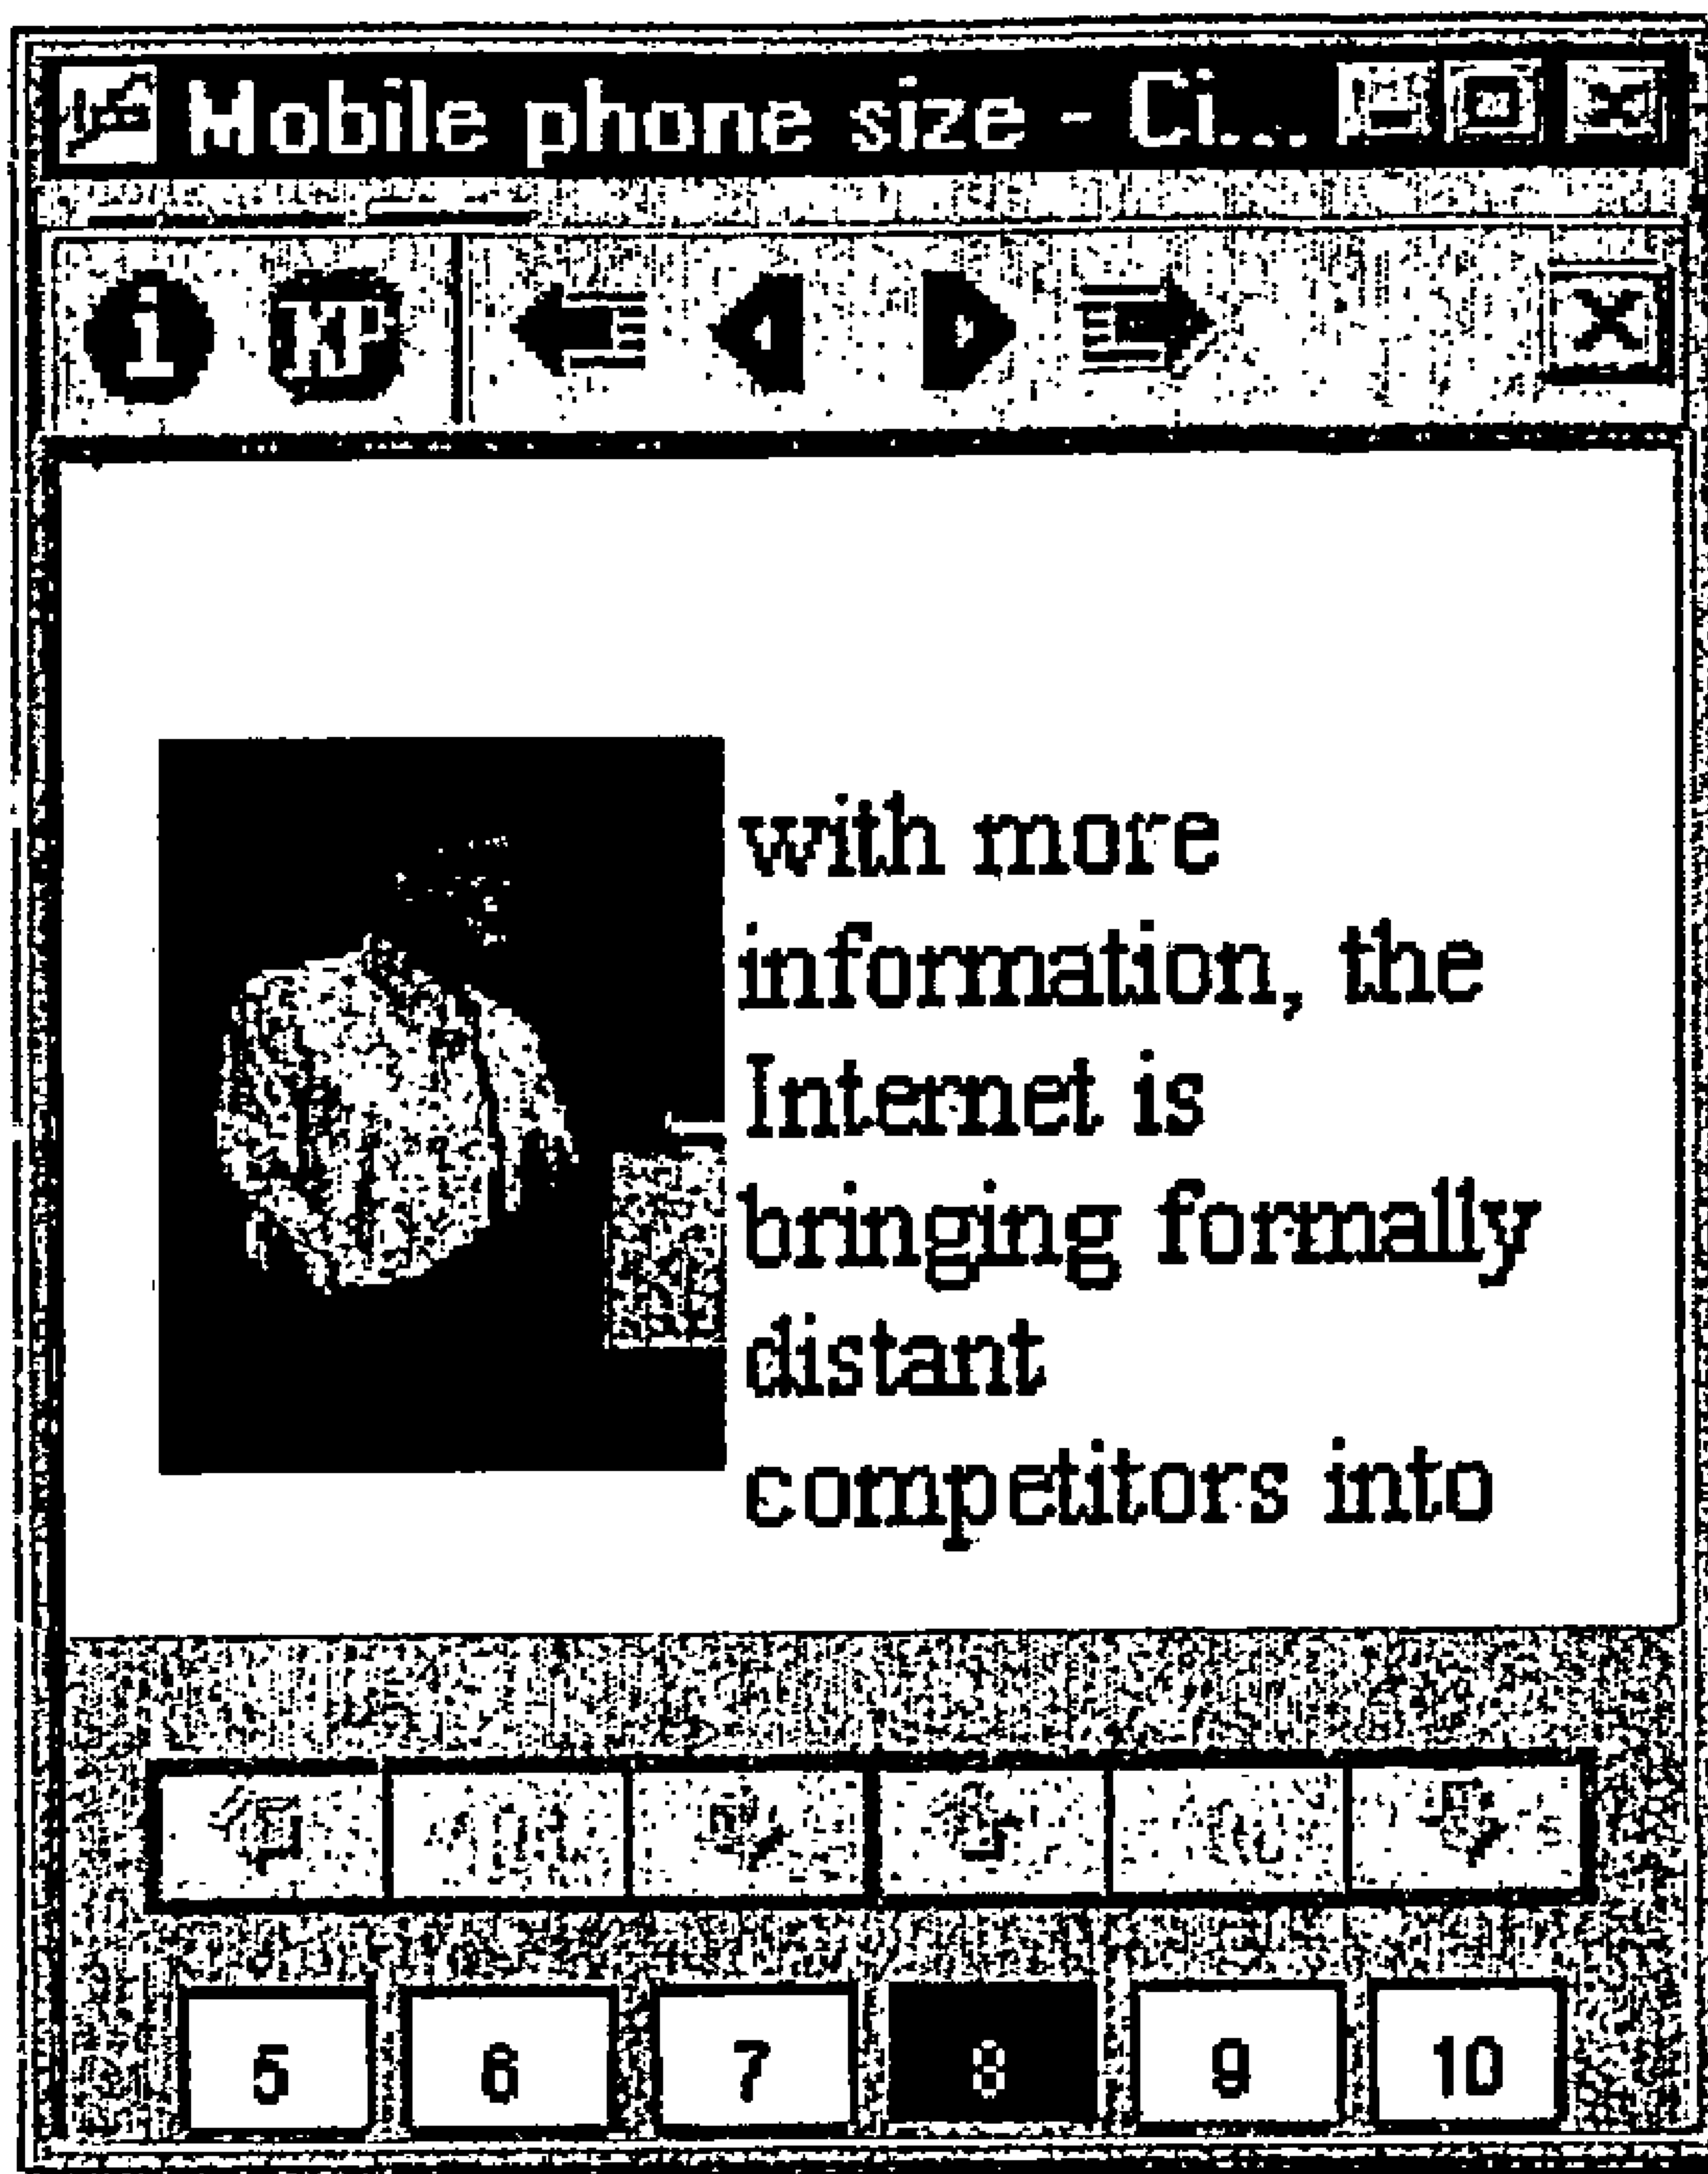 Mobile phone size - Ci...
i KP
with more
information, the
Internet is
bringing formally
distant
competitors into
5 6 7 8 9 10